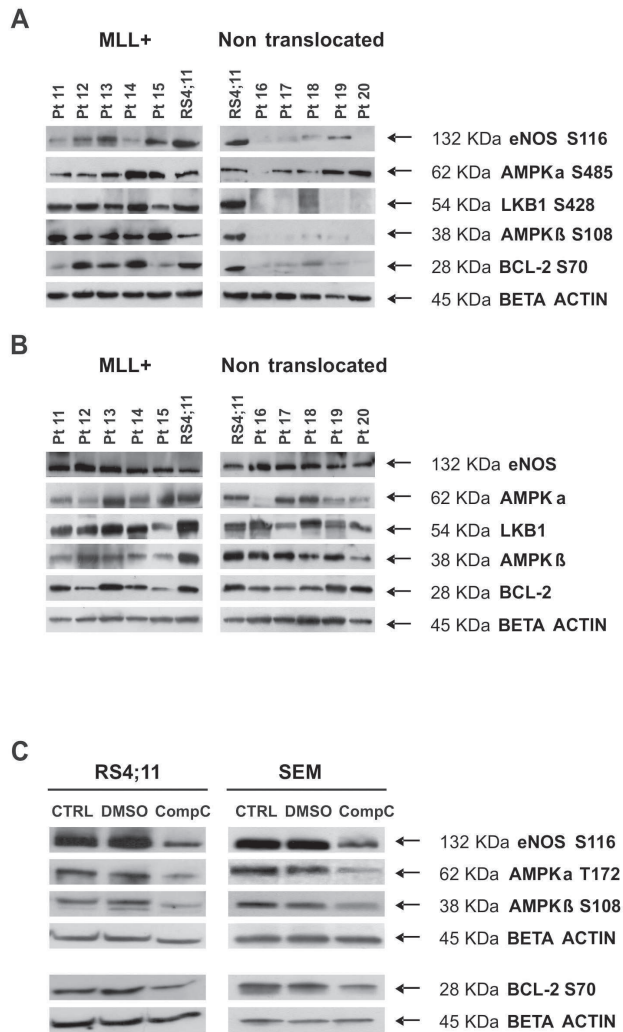 A
MLL+ Non translocated
Pt 11 Pt 12 Pt 13 Pt 14 Pt 15 RS4;11 RS4;11 Pt 16 Pt 17 Pt 18 Pt 19 Pt 20
← 132 KDa eNOS S116
← 62 KDa AMPKa S485
← 54 KDa LKB1 S428
← 38 KDa AMPKß S108
← 28 KDa BCL-2 S70
← 45 KDa BETA ACTIN
B
MLL+ Non translocated
Pt 11 Pt 12 Pt 13 Pt 14 Pt 15 RS4;11 RS4;11 Pt 16 Pt 17 Pt 18 Pt 19 Pt 20
← 132 KDa eNOS
← 62 KDa AMPKa
← 54 KDa LKB1
← 38 KDa AMPKß
← 28 KDa BCL-2
← 45 KDa BETA ACTIN
C
RS4;11 SEM
CTRL DMSO CompC CTRL DMSO CompC
← 132 KDa eNOS S116
← 62 KDa AMPKa T172
← 38 KDa AMPKß S108
← 45 KDa BETA ACTIN
← 28 KDa BCL-2 S70
← 45 KDa BETA ACTIN